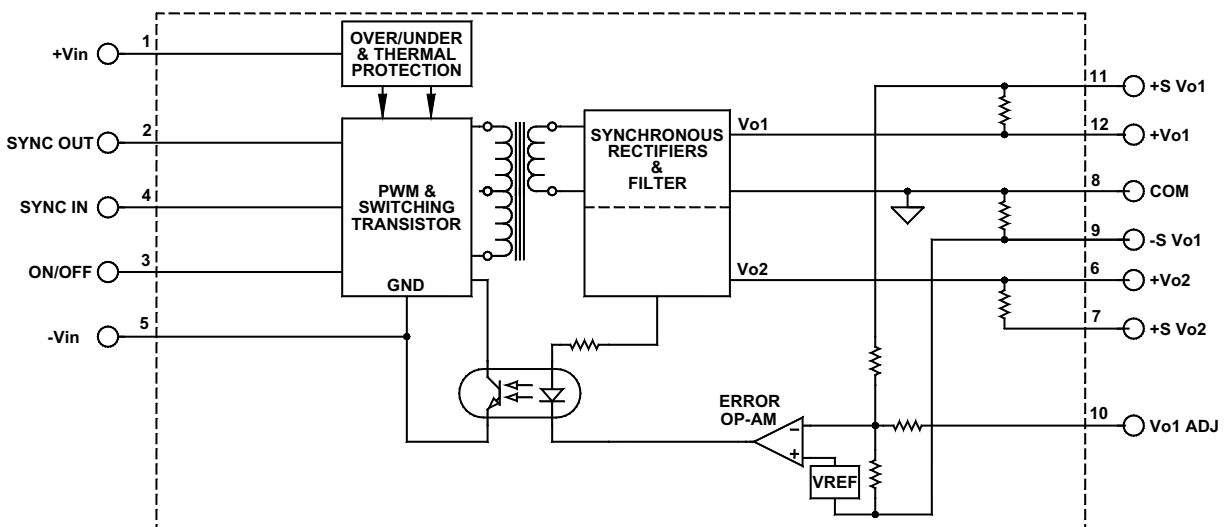 +Vin
1
OVER/UNDER
& THERMAL
PROTECTION
SYNC OUT
2
SYNC IN
4
ON/OFF
3
-Vin
5
PWM &
SWITCHING
TRANSISTOR
GND
SYNCHRONOUS
RECTIFIERS
&
FILTER
Vo1
Vo2
11
+S Vo1
12
+Vo1
8
COM
9
-S Vo1
6
+Vo2
7
+S Vo2
10
Vo1 ADJ
ERROR
OP-AM
−
+
VREF